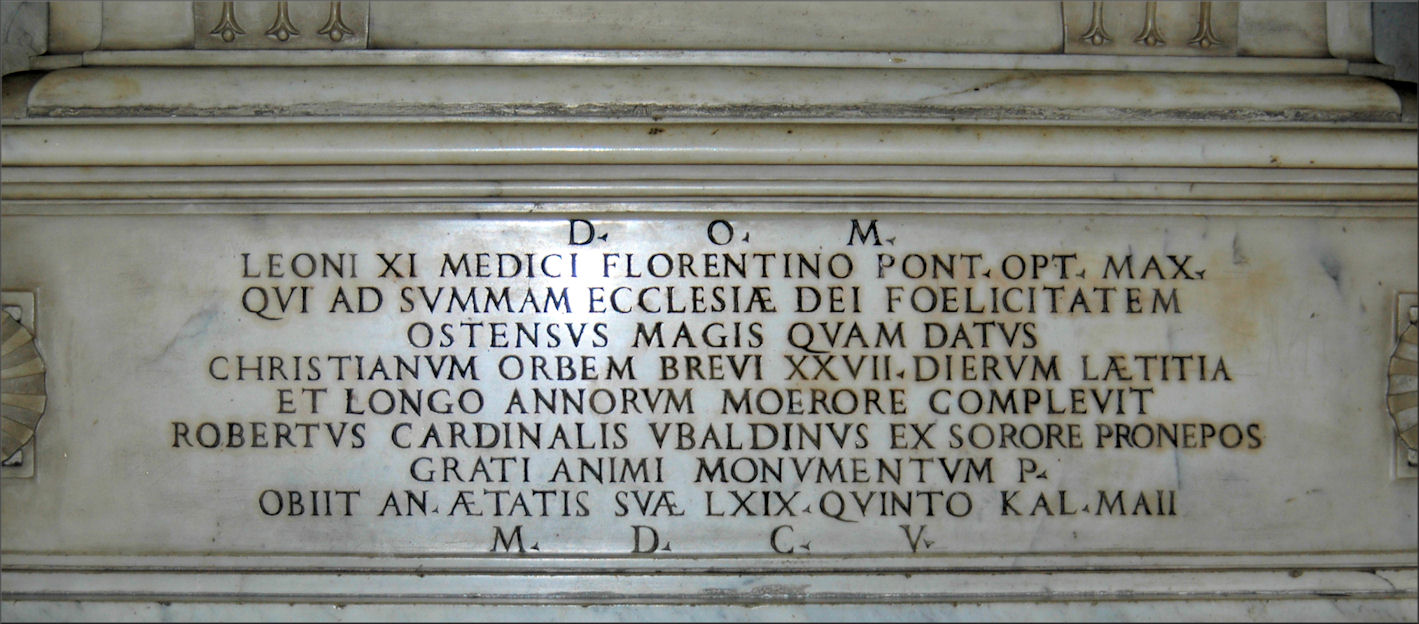 D. O. M.
LEONI XI MEDICI FLORENTINO PONT. OPT. MAX.
QVI AD SVMMAM ECCLESIÆ DEI FOELICITATEM
OSTENSVS MAGIS QVAM DATVS
CHRISTIANVM ORBEM BREVI XXVII. DIERVM LÆTITIA
ET LONGO ANNORVM MOERORE COMPLEVIT
ROBERTVS CARDINALIS VBALDINVS EX SORORE PRONEPOS
GRATI ANIMI MONVMENTVM P.
OBIIT AN. ÆTATIS SVÆ LXIX. QVINTO KAL. MAII
M. D. C. V.